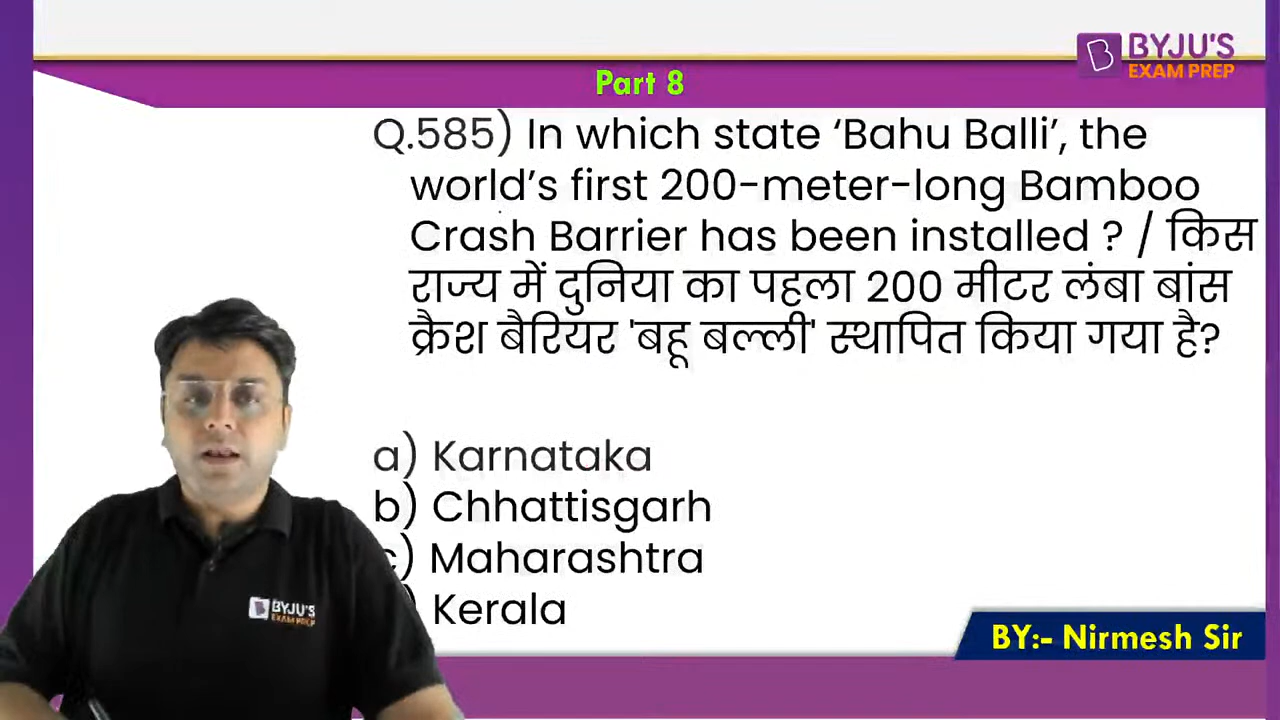 BYJU'S
EXAM PREP
Part 8
Q.585) In which state ‘Bahu Balli’, the
world’s first 200-meter-long Bamboo
Crash Barrier has been installed ? / किस
राज्य में दुनिया का पहला 200 मीटर लंबा बांस
क्रैश बैरियर 'बहू बल्ली' स्थापित किया गया है?
a) Karnataka
b) Chhattisgarh
c) Maharashtra
) Kerala
BYJU'S
EXAM PREP
BY:- Nirmesh Sir